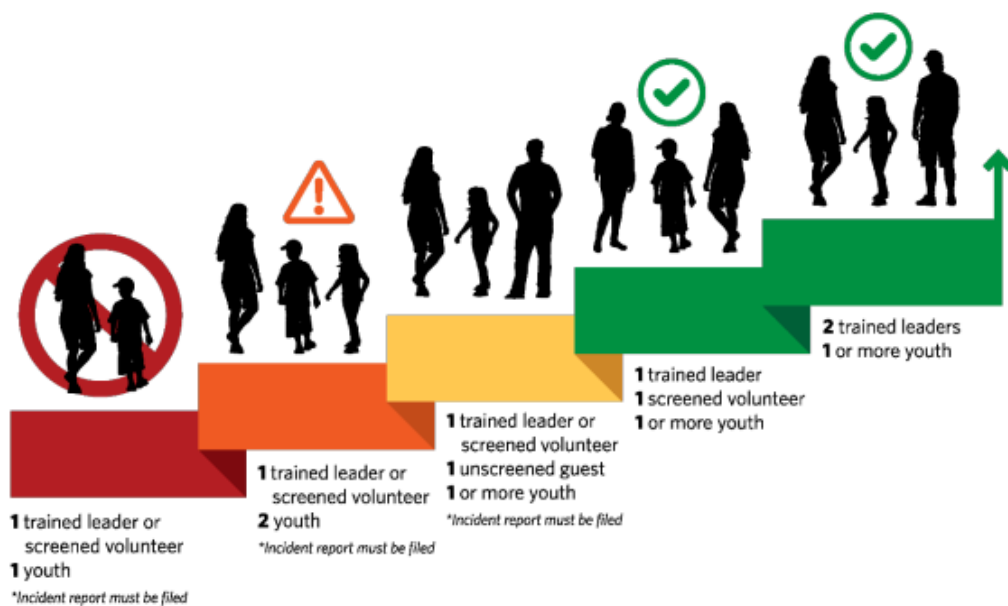 1 trained leader or
screened volunteer
1 youth
*Incident report must be filed
1 trained leader or
screened volunteer
2 youth
*Incident report must be filed
1 trained leader or
screened volunteer
1 unscreened guest
1 or more youth
*Incident report must be filed
1 trained leader
1 screened volunteer
1 or more youth
2 trained leaders
1 or more youth